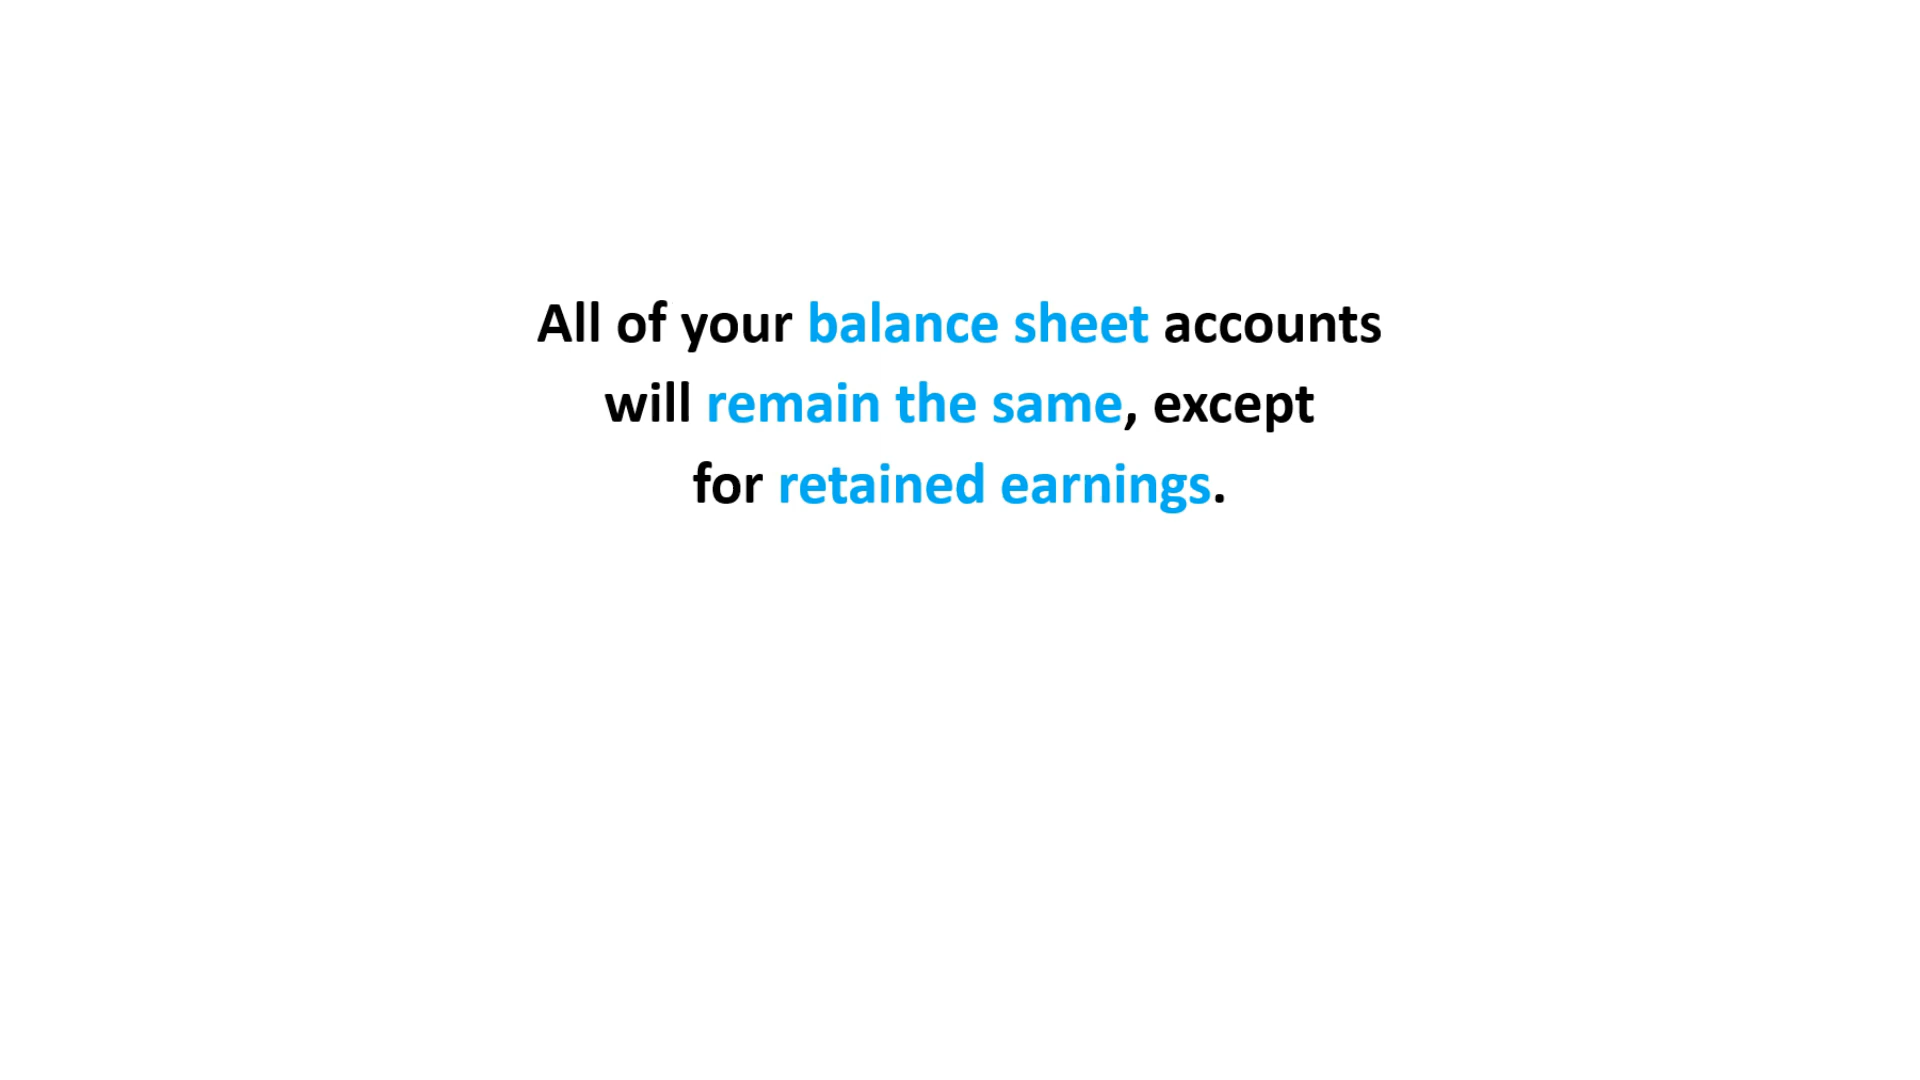 All of your balance sheet accounts
will remain the same, except
for retained earnings.